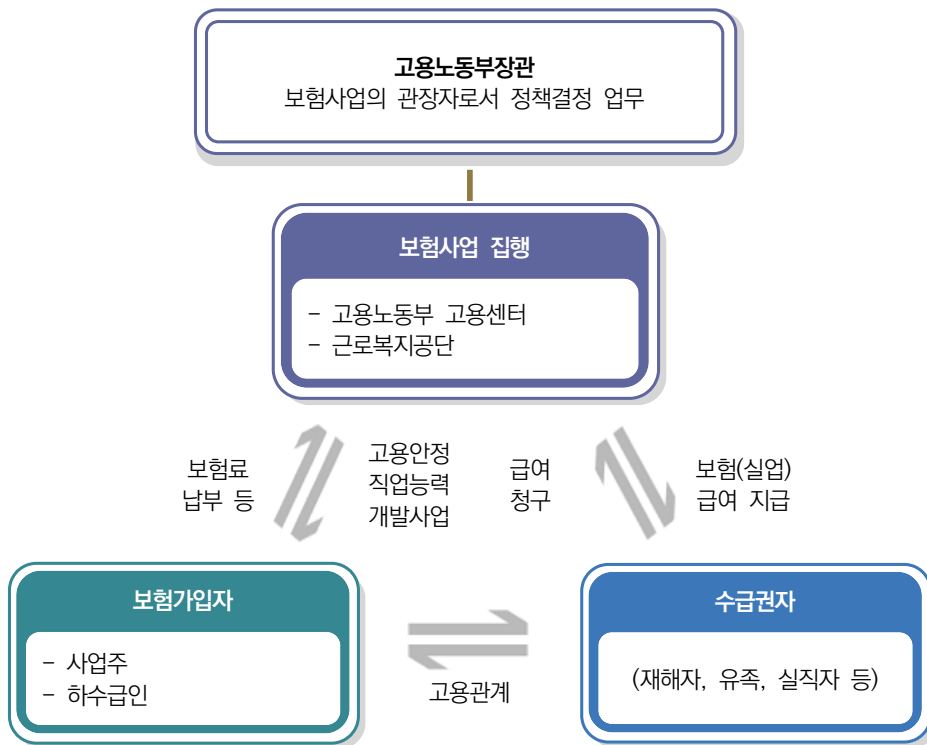 고용노동부장관
보험사업의 관장자로서 정책결정 업무
보험사업 집행
- 고용노동부 고용센터
- 근로복지공단
보험료
납부 등
고용안정
직업능력
개발사업
급여
청구
보험(실업)
급여 지급
보험가입자
- 사업주
- 하수급인
고용관계
수급권자
(재해자, 유족, 실직자 등)